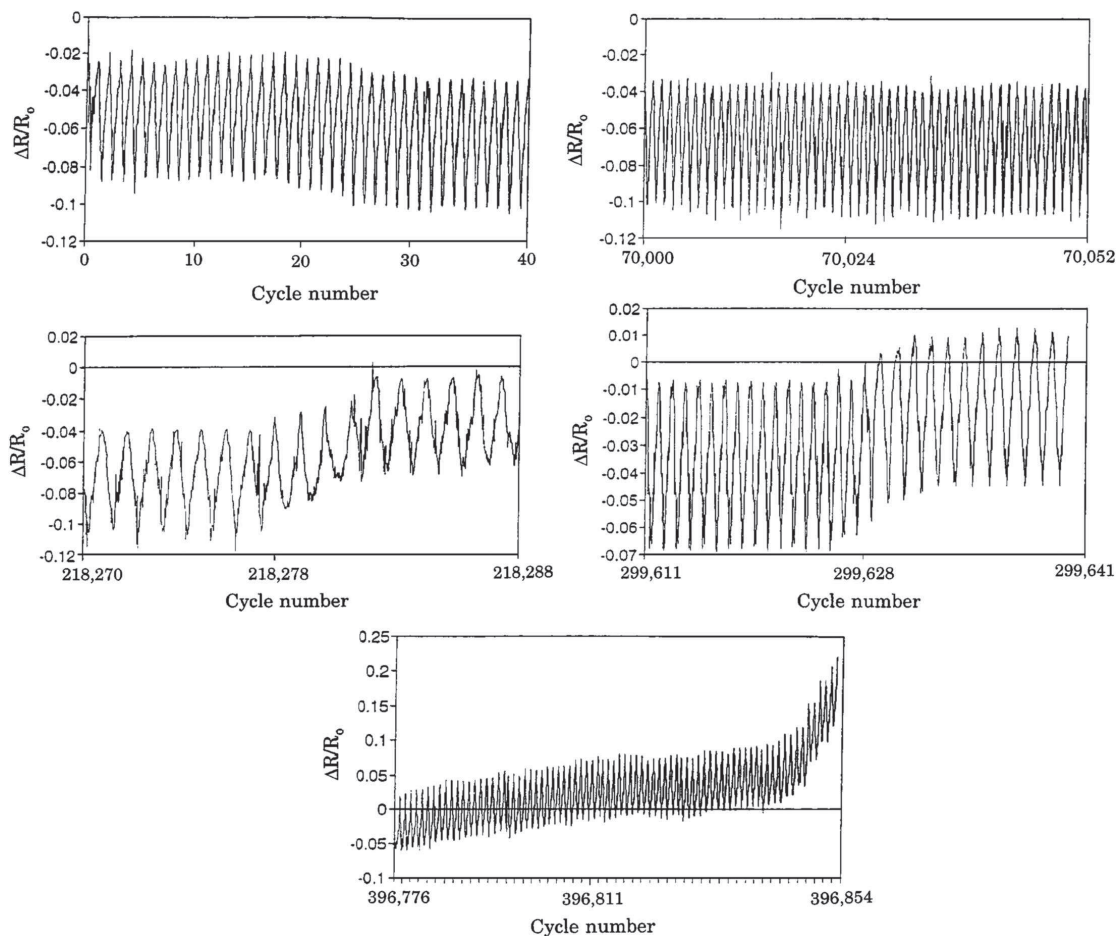 0
-0.02
-0.04
-0.06
-0.08
-0.1
-0.12
ΔR/R₀
0 10 20 30 40
Cycle number
0
-0.02
-0.04
-0.06
-0.08
-0.1
-0.12
ΔR/R₀
70,000 70,024 70,052
Cycle number
0.02
0
-0.02
-0.04
-0.06
-0.08
-0.1
-0.12
ΔR/R₀
218,270 218,278 218,288
Cycle number
0.02
0.01
0
-0.01
-0.02
-0.03
-0.04
-0.05
-0.06
-0.07
ΔR/R₀
299,611 299,628 299,641
Cycle number
0.25
0.2
0.15
0.1
0.05
0
-0.05
-0.1
ΔR/R₀
396,776 396,811 396,854
Cycle number